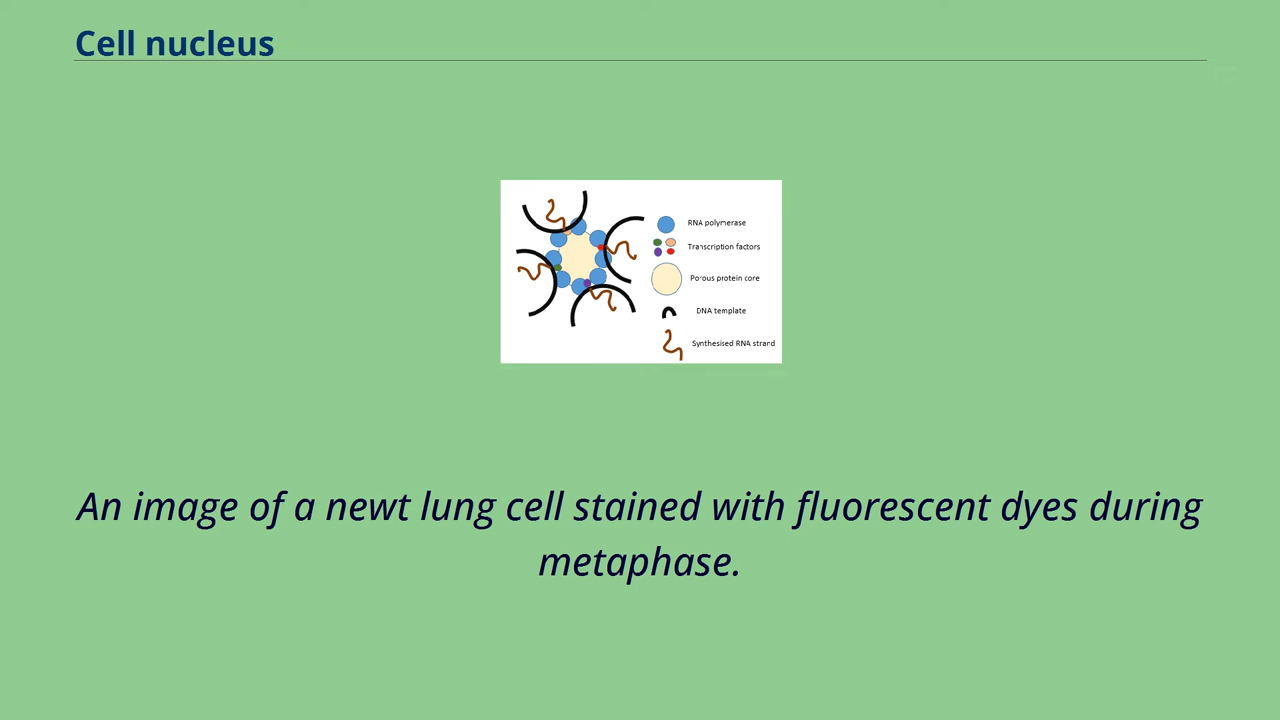 Cell nucleus
RNA polymerase
Transcription factors
Porous protein core
DNA template
Synthesised RNA strand
An image of a newt lung cell stained with fluorescent dyes during
metaphase.